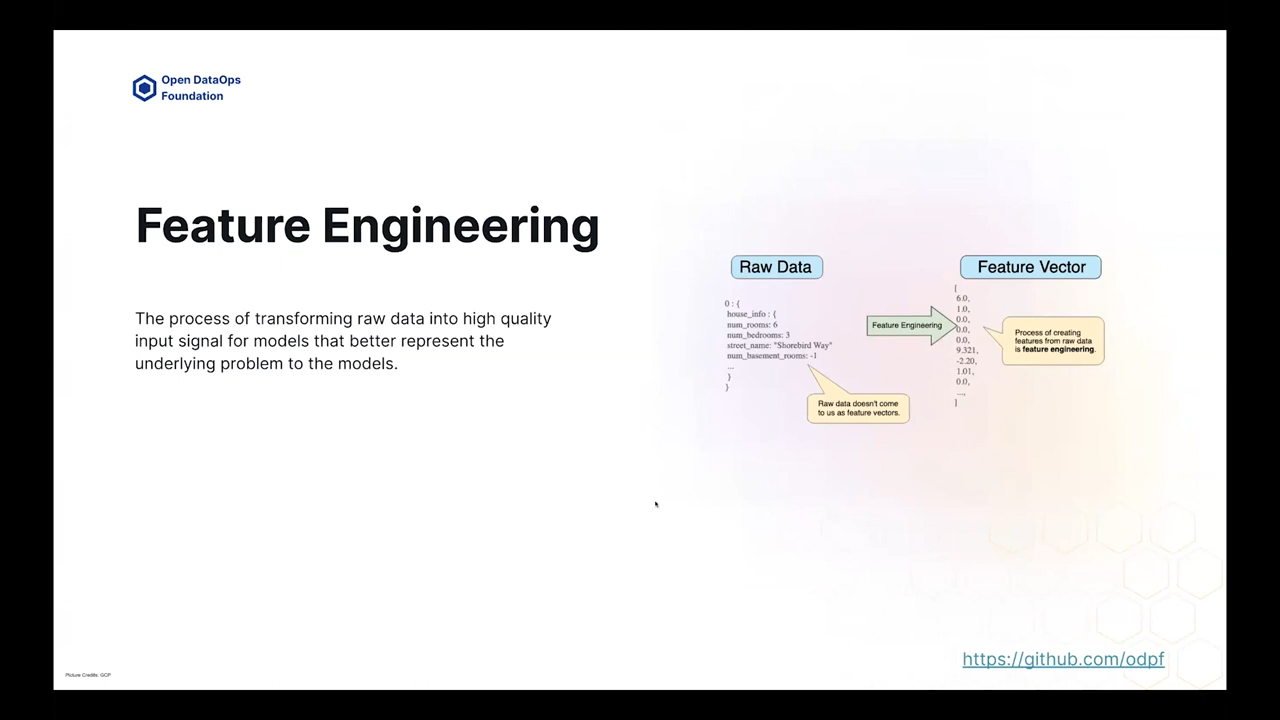 Open DataOps
Foundation
Feature Engineering
The process of transforming raw data into high quality
input signal for models that better represent the
underlying problem to the models.
Raw Data
0 : {
house_info : {
num_rooms: 6
num_bedrooms: 3
street_name: "Shorebird Way"
num_basement_rooms: -1
...
}
}
Raw data doesn't come
to us as feature vectors.
Feature Engineering
Feature Vector
[
6.0,
1.0,
0.0,
0.0,
0.0,
9.321,
-2.20,
1.01,
0.0,
...,
]
Process of creating
features from raw data
is feature engineering.
https://github.com/odpf
Picture Credits: GCP